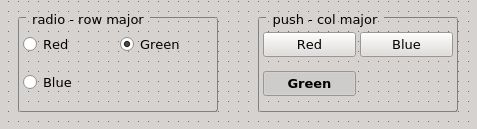 radio - row major
Red
Green
Blue
push - col major
Red
Blue
Green